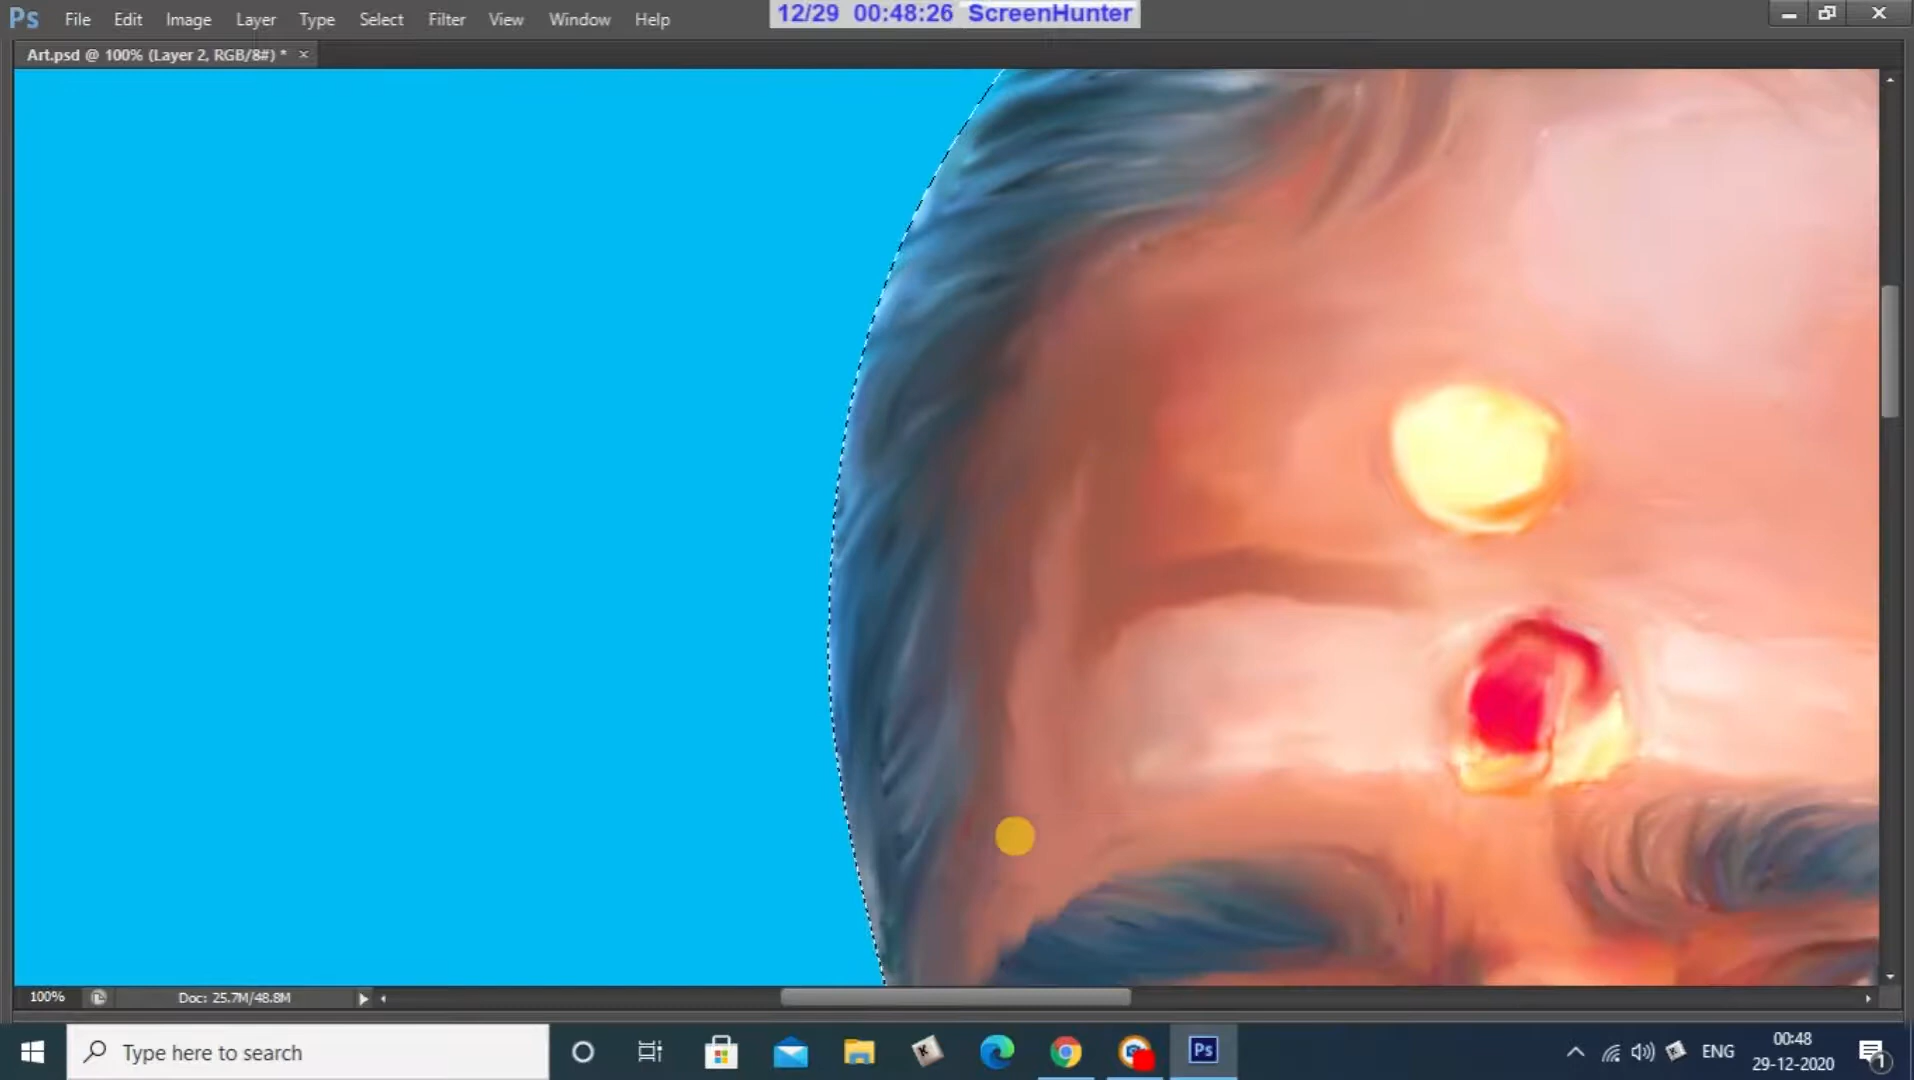 Ps File Edit Image Layer Type Select Filter View Window Help
12/29 00:48:26 ScreenHunter
Art.psd @ 100% (Layer 2, RGB/8#) * ×
100% Doc: 25.7M/48.8M
Type here to search
Ps
ENG
00:48
29-12-2020
1